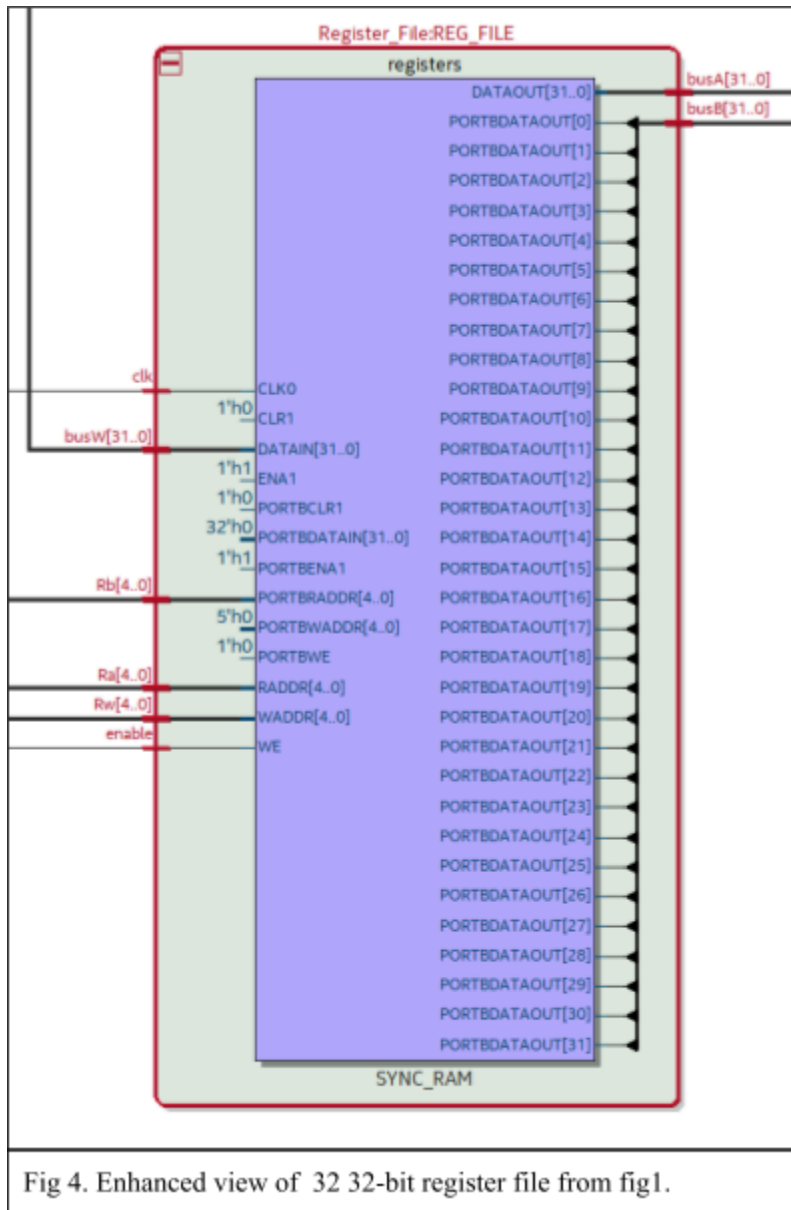 Register_File:REG_FILE
registers
DATAOUT[31..0]
busA[31..0]
PORTBDATAOUT[0]
busB[31..0]
PORTBDATAOUT[1]
PORTBDATAOUT[2]
PORTBDATAOUT[3]
PORTBDATAOUT[4]
PORTBDATAOUT[5]
PORTBDATAOUT[6]
PORTBDATAOUT[7]
PORTBDATAOUT[8]
clk
CLK0
PORTBDATAOUT[9]
1'h0
CLR1
PORTBDATAOUT[10]
busW[31..0]
DATAIN[31..0]
PORTBDATAOUT[11]
1'h1
ENA1
PORTBDATAOUT[12]
1'h0
PORTBCLR1
PORTBDATAOUT[13]
32'h0
PORTBDATAIN[31..0]
PORTBDATAOUT[14]
1'h1
PORTBENA1
PORTBDATAOUT[15]
Rb[4..0]
PORTBRADDR[4..0]
PORTBDATAOUT[16]
5'h0
PORTBWADDR[4..0]
PORTBDATAOUT[17]
1'h0
PORTBWE
PORTBDATAOUT[18]
Ra[4..0]
RADDR[4..0]
PORTBDATAOUT[19]
Rw[4..0]
WADDR[4..0]
PORTBDATAOUT[20]
enable
WE
PORTBDATAOUT[21]
PORTBDATAOUT[22]
PORTBDATAOUT[23]
PORTBDATAOUT[24]
PORTBDATAOUT[25]
PORTBDATAOUT[26]
PORTBDATAOUT[27]
PORTBDATAOUT[28]
PORTBDATAOUT[29]
PORTBDATAOUT[30]
PORTBDATAOUT[31]
SYNC_RAM
Fig 4. Enhanced view of 32 32-bit register file from fig1.